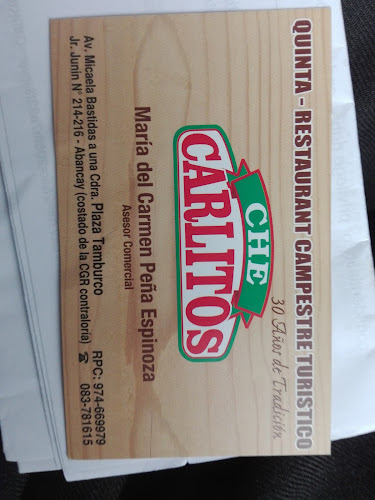 QUINTA - RESTAURANT CAMPESTRE TURISTICO
30 Años de Tradición
CHE
CARLITOS
María del Carmen Peña Espinoza
Asesor Comercial
Av. Micaela Bastidas a una Cdra. Plaza Tamburco
Jr. Junín N° 214-216 - Abancay (costado de la CGR contraloría)
RPC: 974-669979
☎ 083-781615